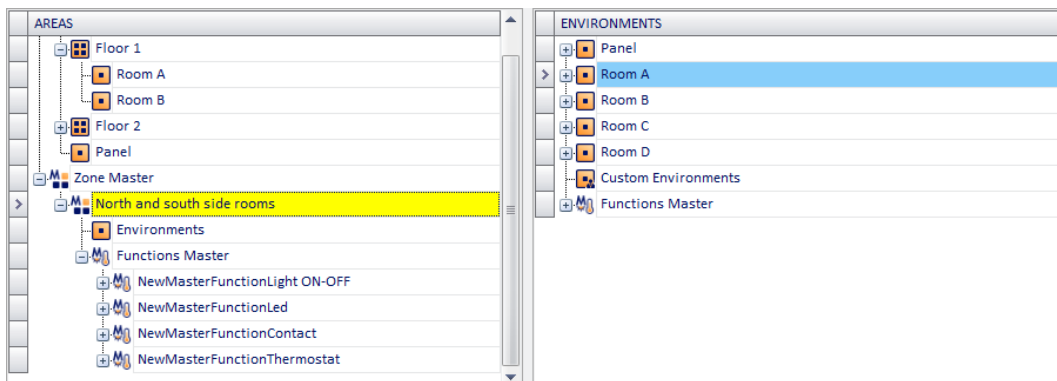 AREAS
Floor 1
Room A
Room B
Floor 2
Panel
Zone Master
North and south side rooms
Environments
Functions Master
NewMasterFunctionLight ON-OFF
NewMasterFunctionLed
NewMasterFunctionContact
NewMasterFunctionThermostat
ENVIRONMENTS
Panel
Room A
Room B
Room C
Room D
Custom Environments
Functions Master